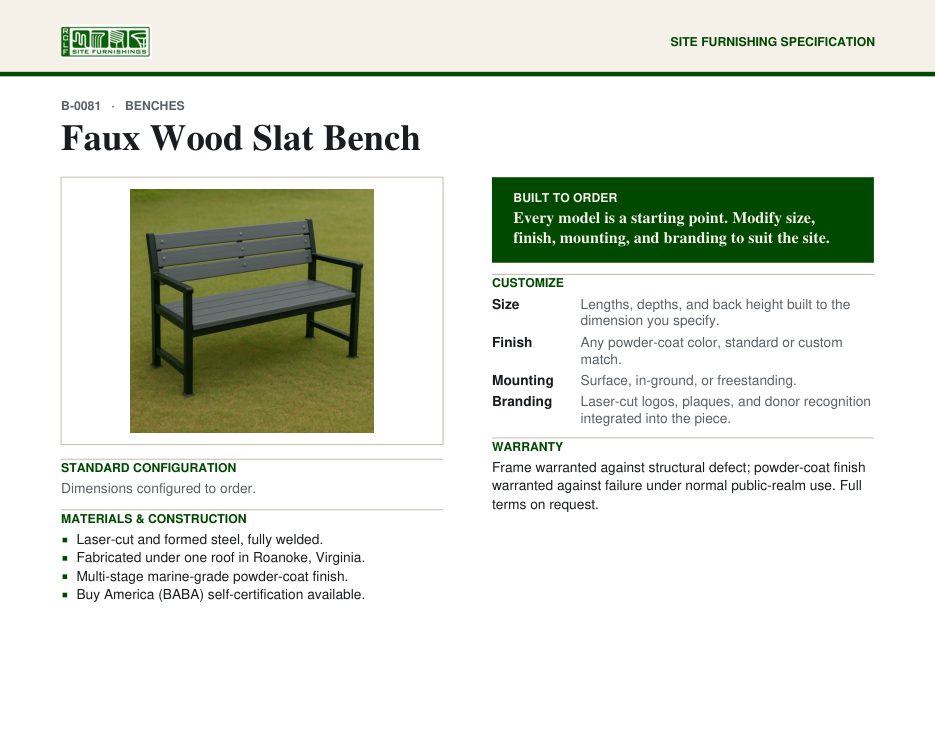 RCLF
SITE FURNISHINGS
SITE FURNISHING SPECIFICATION
B-0081 · BENCHES
Faux Wood Slat Bench
BUILT TO ORDER
Every model is a starting point. Modify size,
finish, mounting, and branding to suit the site.
CUSTOMIZE
Size Lengths, depths, and back height built to the
dimension you specify.
Finish Any powder-coat color, standard or custom
match.
Mounting Surface, in-ground, or freestanding.
Branding Laser-cut logos, plaques, and donor recognition
integrated into the piece.
WARRANTY
Frame warranted against structural defect; powder-coat finish
warranted against failure under normal public-realm use. Full
terms on request.
STANDARD CONFIGURATION
Dimensions configured to order.
MATERIALS & CONSTRUCTION
▪ Laser-cut and formed steel, fully welded.
▪ Fabricated under one roof in Roanoke, Virginia.
▪ Multi-stage marine-grade powder-coat finish.
▪ Buy America (BABA) self-certification available.